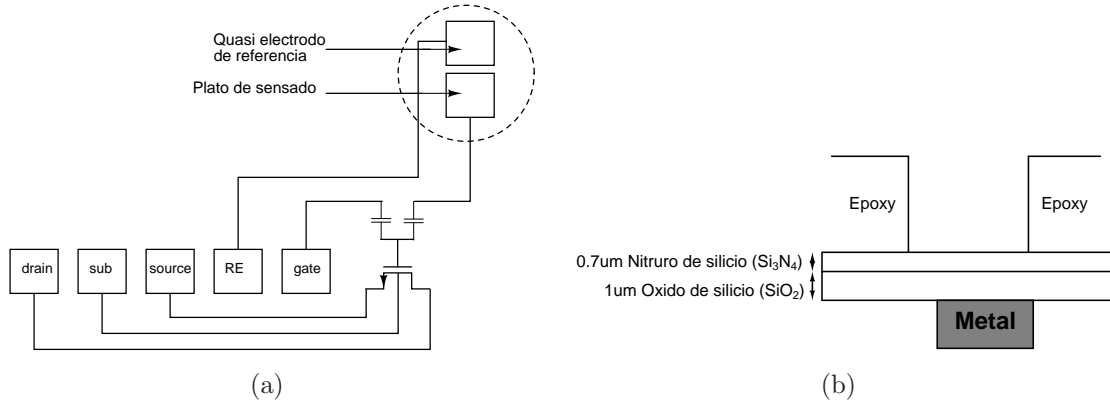 Quasi electrodo
de referencia
Plato de sensado
drain
sub
source
RE
gate
(a)
Epoxy
Epoxy
0.7um Nitruro de silicio (Si₃N₄)
1um Oxido de silicio (SiO₂)
Metal
(b)